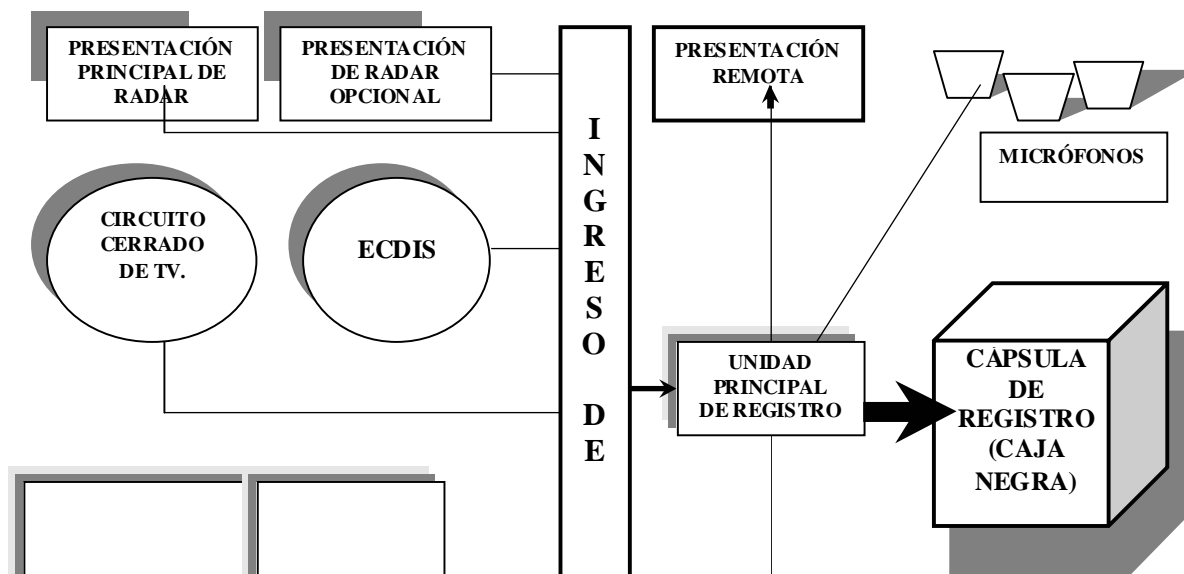 PRESENTACIÓN
PRINCIPAL DE
RADAR
PRESENTACIÓN
DE RADAR
OPCIONAL
I
N
G
R
E
S
O
D
E
PRESENTACIÓN
REMOTA
MICRÓFONOS
CIRCUITO
CERRADO
DE TV.
ECDIS
UNIDAD
PRINCIPAL
DE REGISTRO
CÁPSULA
DE
REGISTRO
(CAJA
NEGRA)